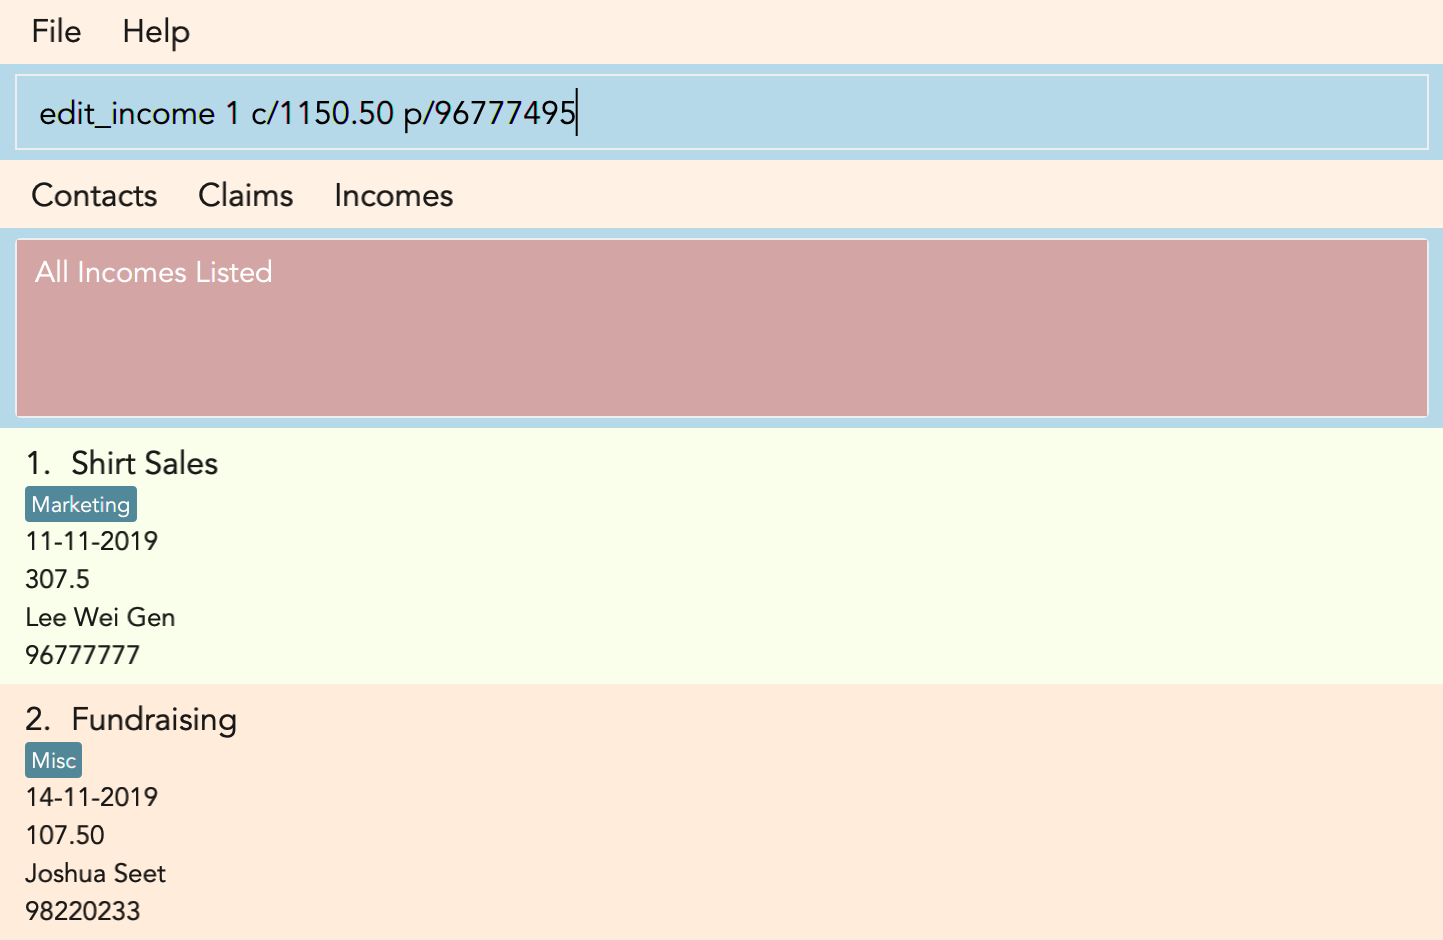 File Help
edit_income 1 c/1150.50 p/96777495
Contacts Claims Incomes
All Incomes Listed
1. Shirt Sales
Marketing
11-11-2019
307.5
Lee Wei Gen
96777777
2. Fundraising
Misc
14-11-2019
107.50
Joshua Seet
98220233